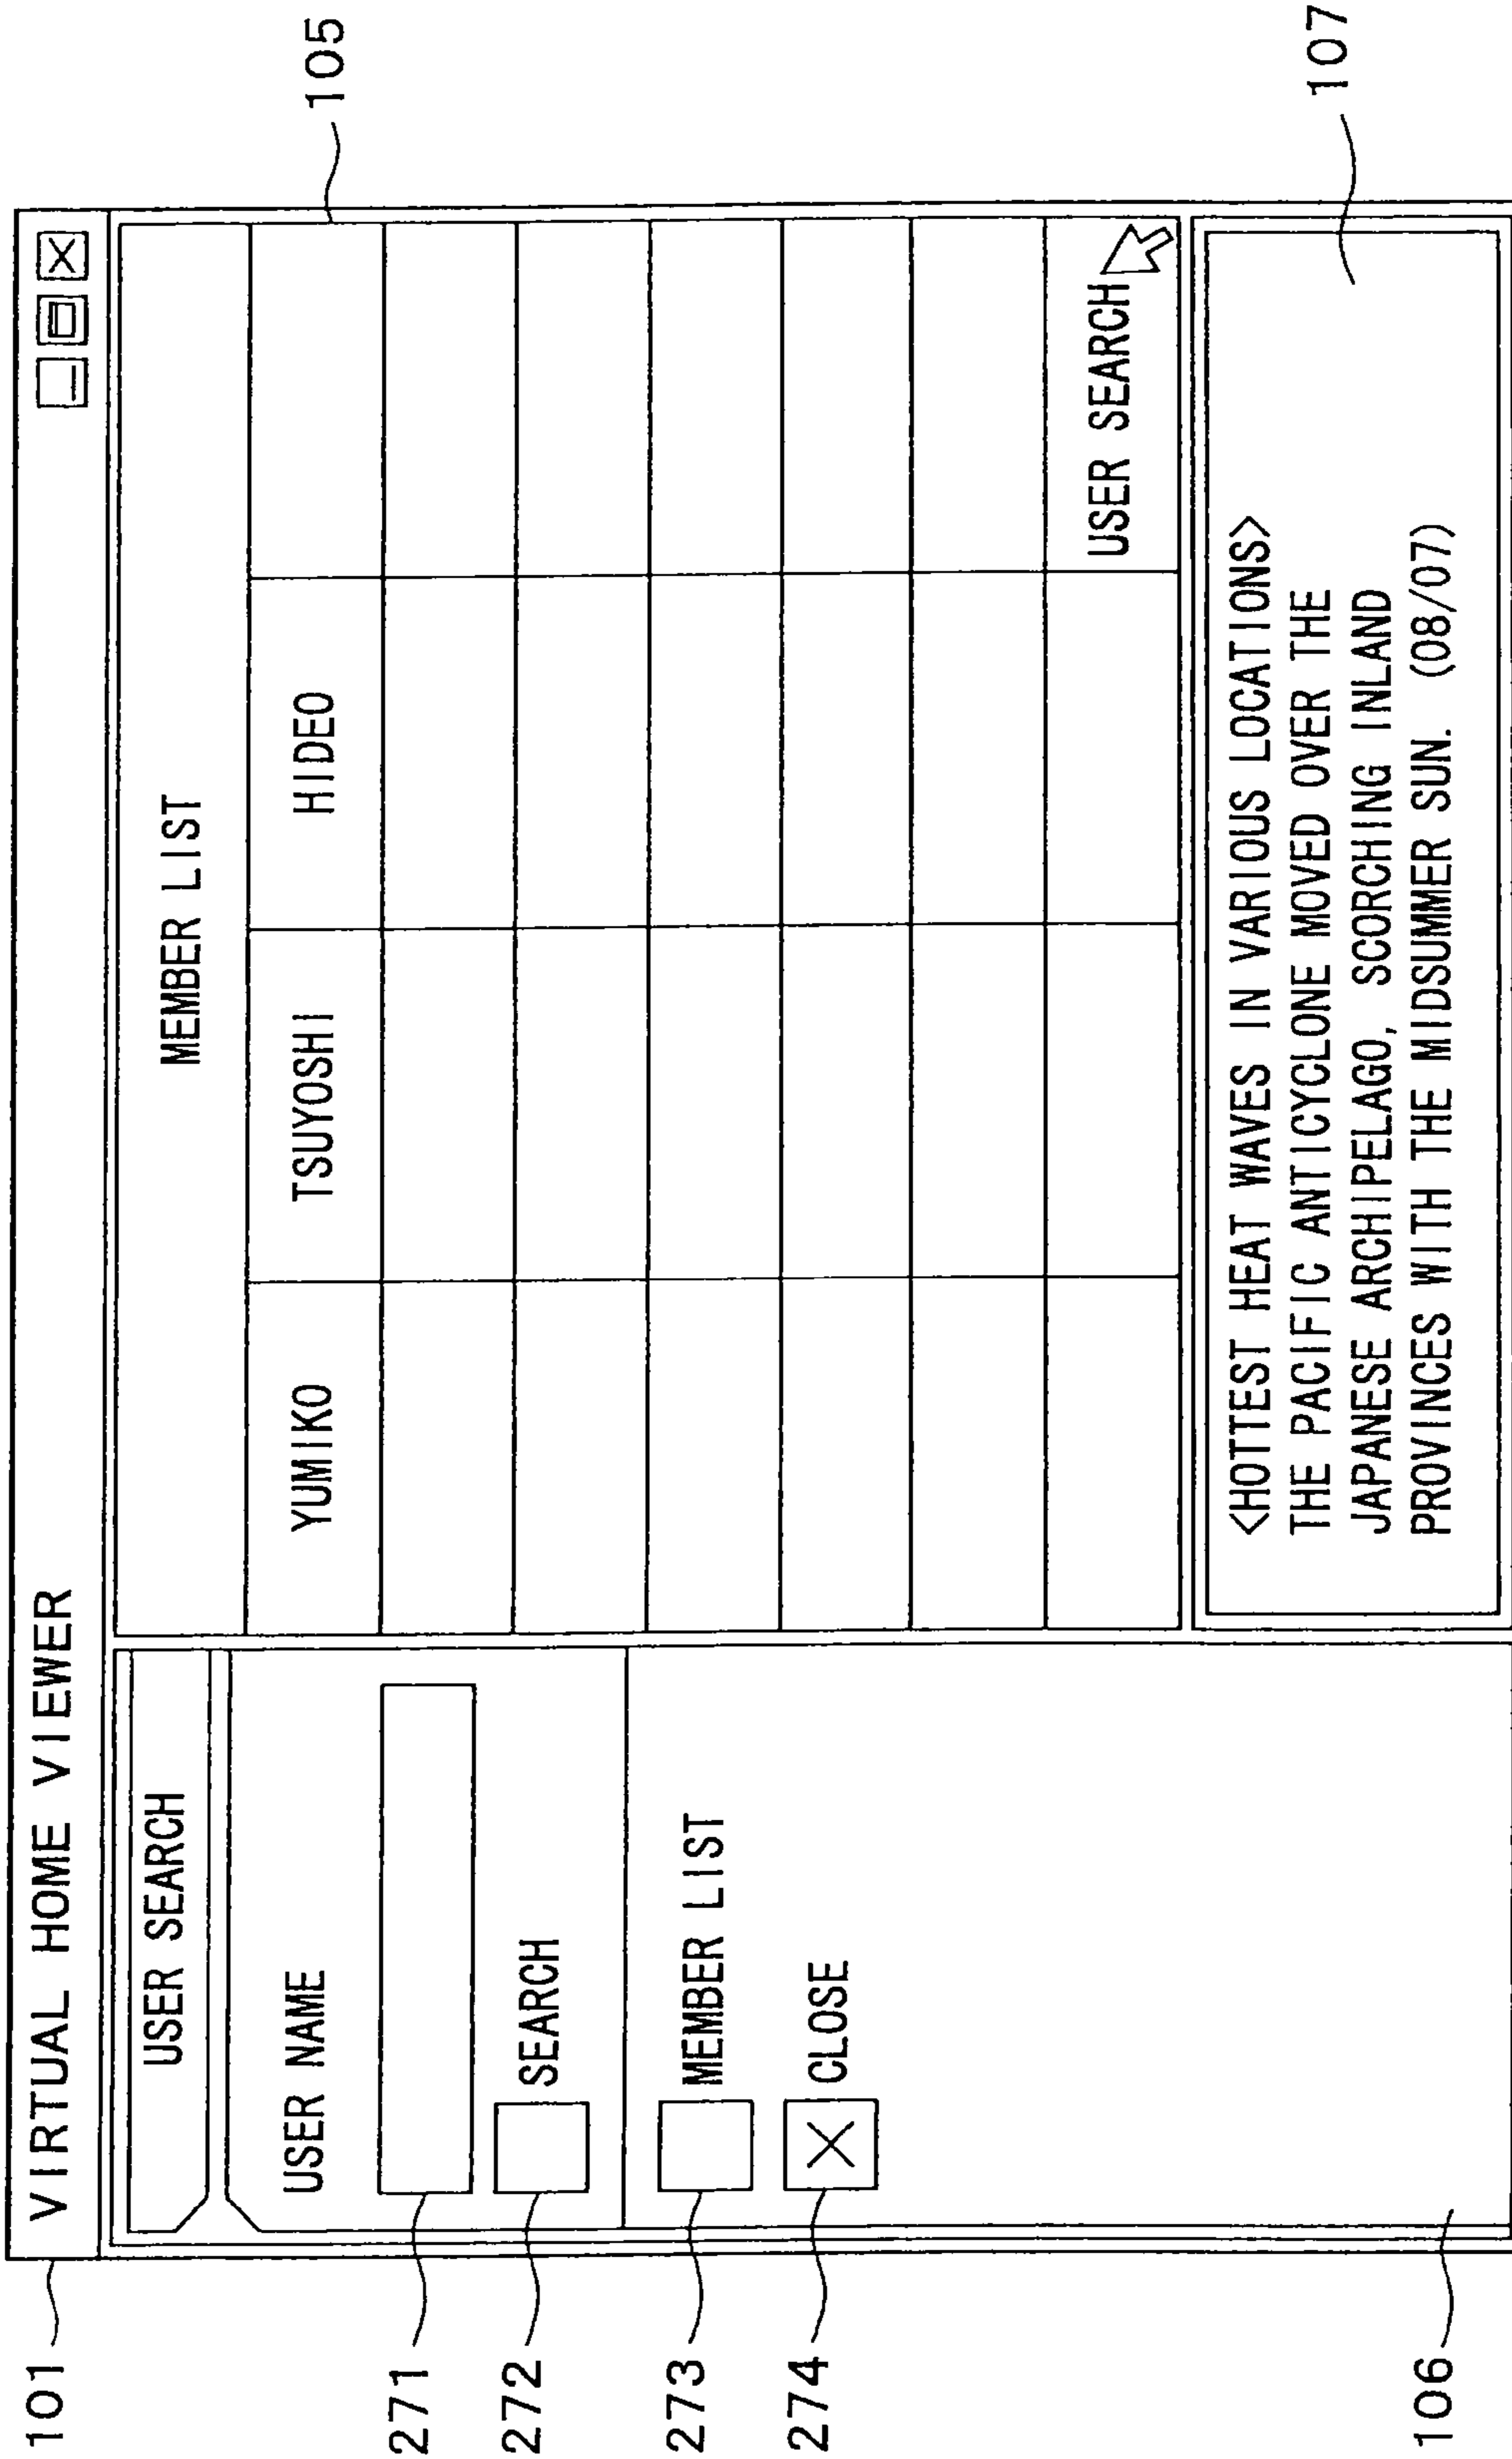 101
VIRTUAL HOME VIEWER
USER SEARCH
USER NAME
271
272
SEARCH
273
MEMBER LIST
274
CLOSE
106
MEMBER LIST
105
YUMIKO TSUYOSHI HIDEO
USER SEARCH
<HOTTEST HEAT WAVES IN VARIOUS LOCATIONS>
THE PACIFIC ANTICYCLONE MOVED OVER THE
JAPANESE ARCHIPELAGO, SCORCHING INLAND
PROVINCES WITH THE MIDSUMMER SUN. (08/07)
107